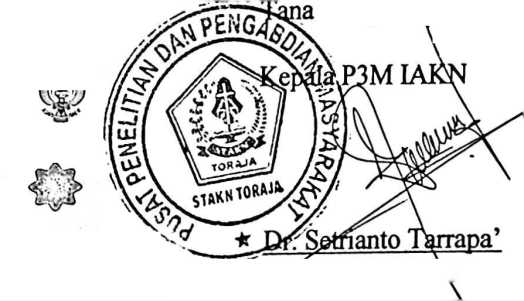 Tana
Kepala P3M IAKN
PUSAT PENELITIAN DAN PENGABDIAN MASYARAKAT
TORAJA
STAKN TORAJA
Dr. Setrianto Tarrapa'